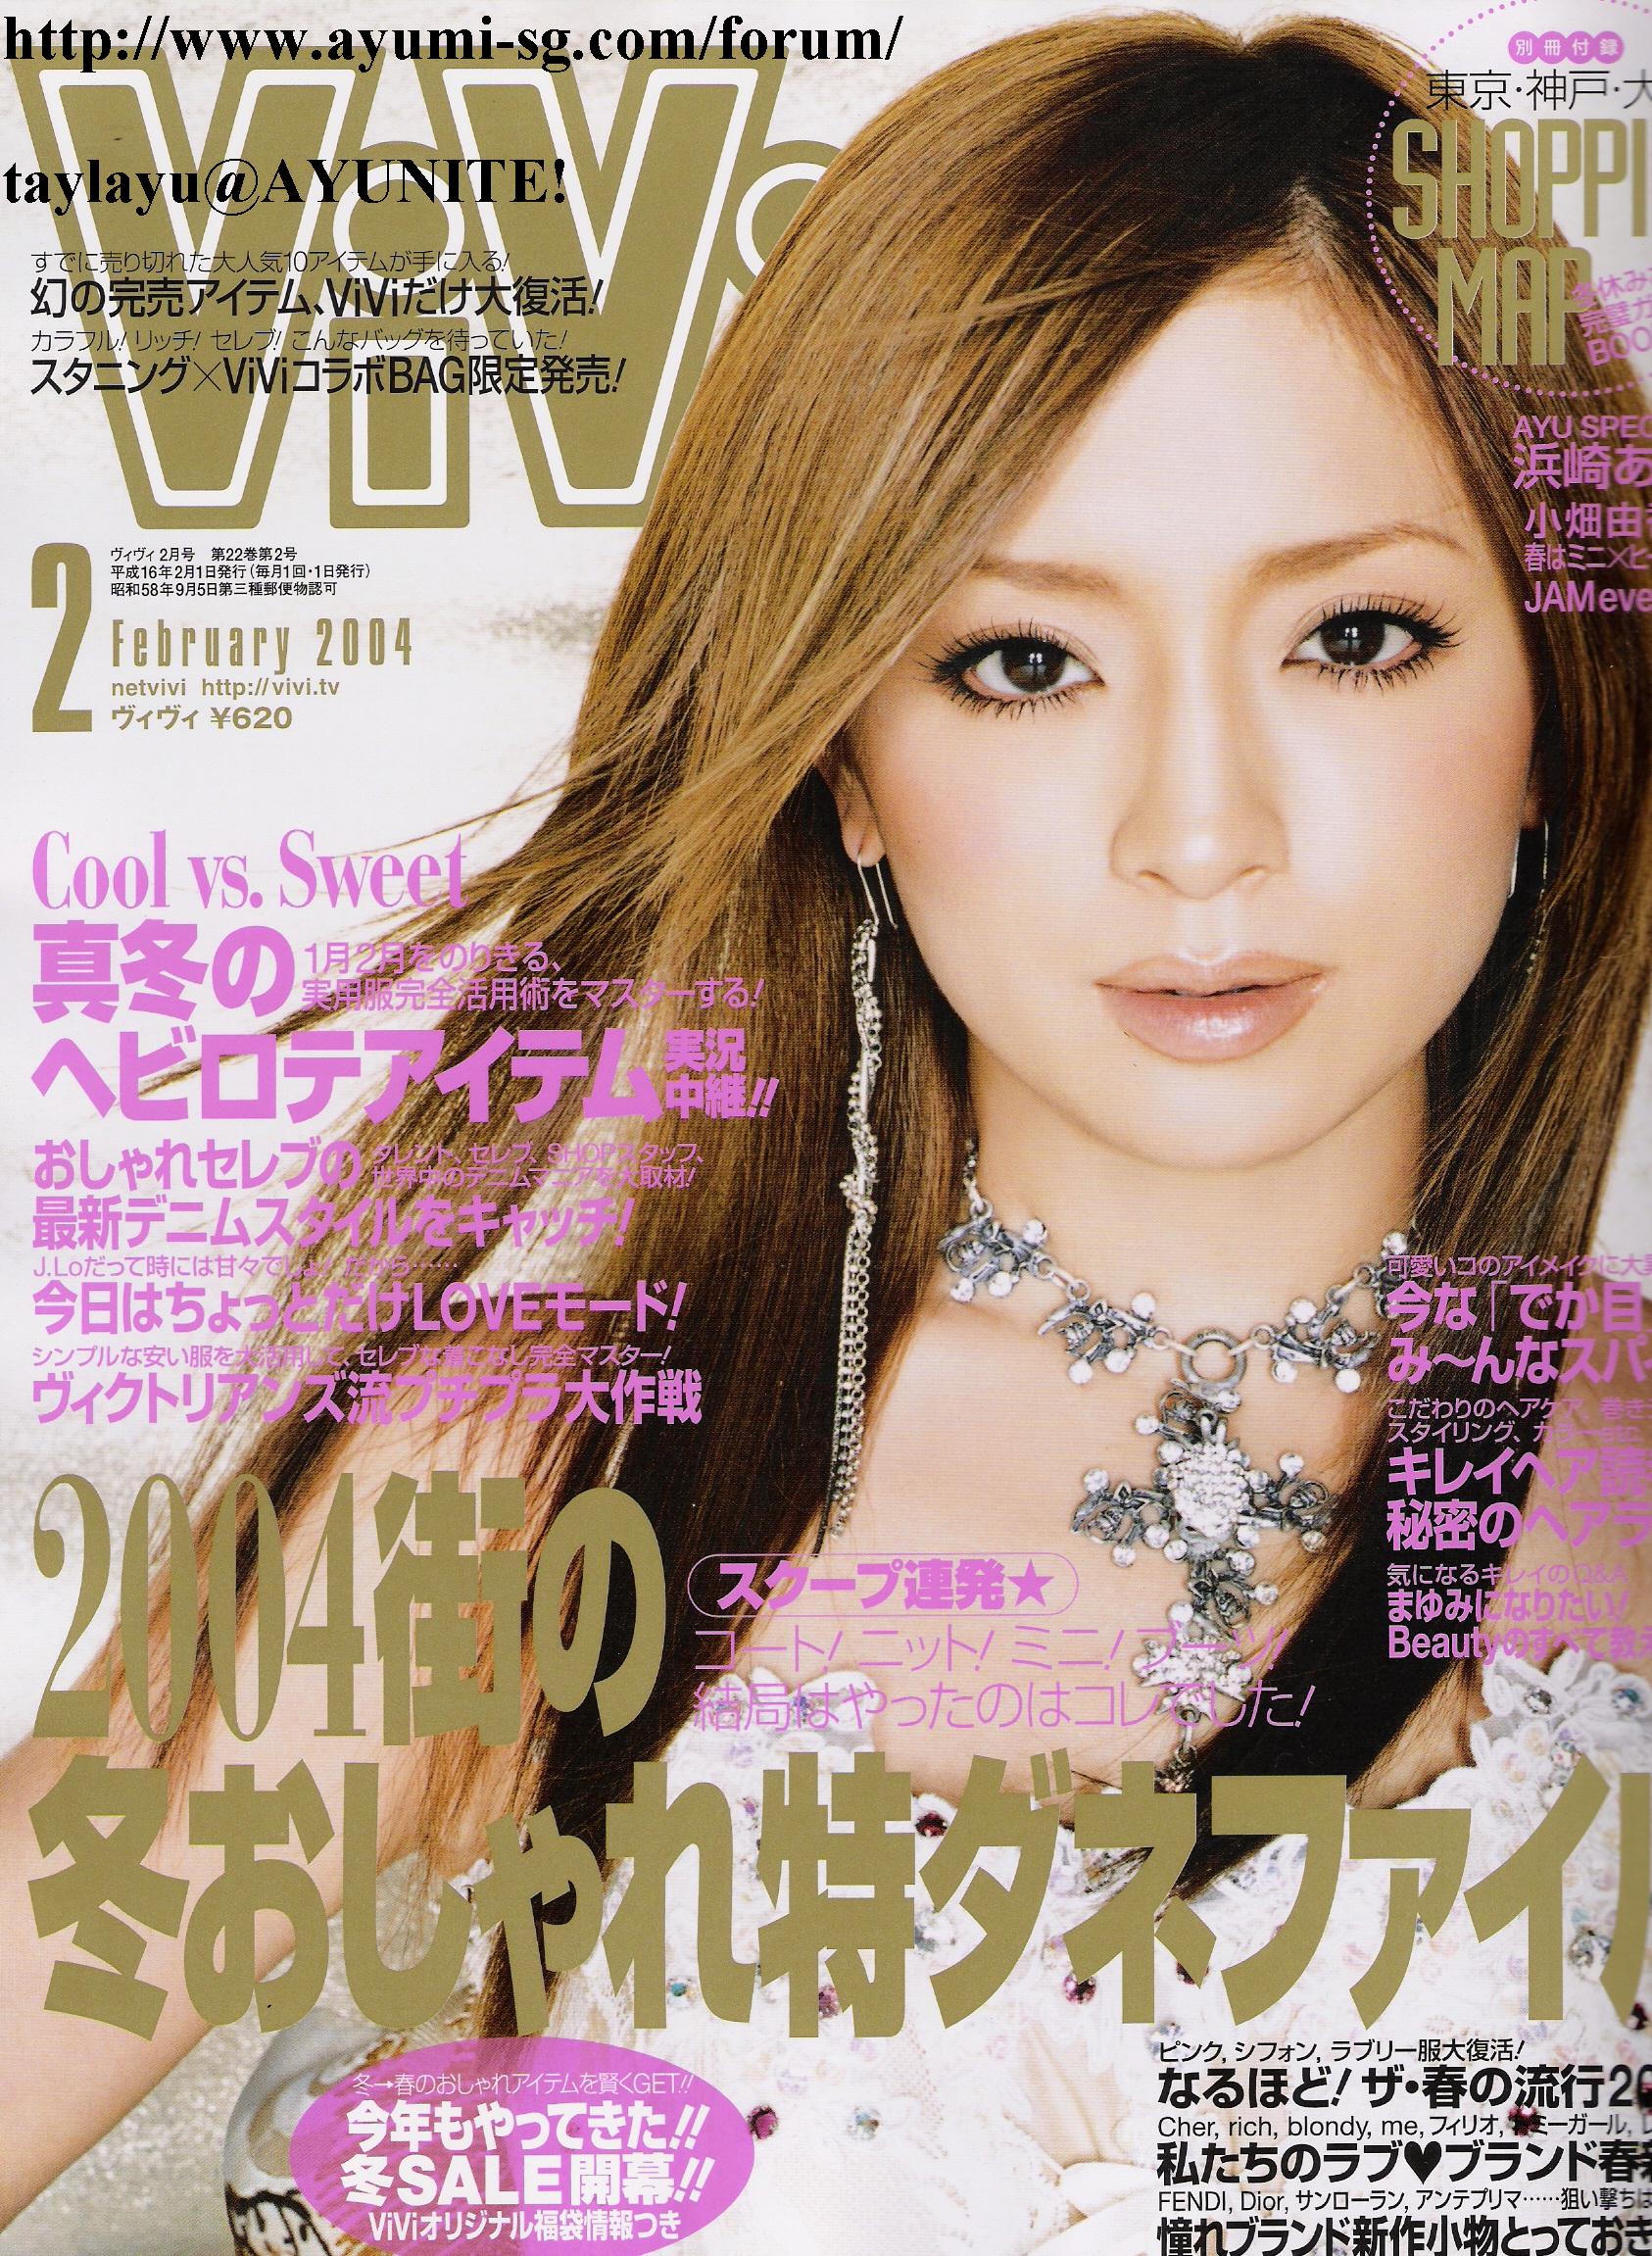 http://www.ayumi-sg.com/forum/
taylayu@AYUNITE!
ViVi
すでに売り切れた大人気10アイテムが手に入る!
幻の完売アイテム、ViViだけ大復活!
カラフル! リッチ! セレブ! こんなバッグを待っていた!
スタニング×ViViコラボBAG限定発売!
別冊付録
東京・神戸・大
SHOPPI
MAP
冬休み
BOO
2
ヴィヴィ 2月号 第22巻第2号
平成16年2月1日発行(毎月1回・1日発行)
昭和58年9月5日第三種郵便物認可
February 2004
netvivi http://vivi.tv
ヴィヴィ ¥620
AYU SPEC
浜崎あ
小畑由
春はミニ×ビ
JAM eve
Cool vs. Sweet
真冬の
1月2月をのりきる、
実用服完全活用術をマスターする!
ヘビロテアイテム
実況
中継!!
おしゃれセレブの
タレント、セレブ、SHOPスタッフ、
世界中のデニムマニアを大取材!
最新デニムスタイルをキャッチ!
J.Loだって時には甘々でしょ! だから……
今日はちょっとだけLOVEモード!
シンプルな安い服を大活用して、セレブな着こなし完全マスター!
ヴィクトリアンズ流プチプラ大作戦
可愛いコのアイメイクに大
今な「でか目
み〜んなスパ
こだわりのヘアケア、巻き
スタイリング、カラーetc.
キレイヘア
秘密のヘアラ
気になるキレイのQ&A
まゆみになりたい!
Beautyのすべて教
2004街の
スクープ連発★
コート! ニット! ミニ! ブーツ!
結局はやったのはコレでした!
冬おしゃれ特ダネファイル
冬→春のおしゃれアイテムを賢くGET!!
今年もやってきた!!
冬SALE開幕!!
ViViオリジナル福袋情報つき
ピンク, シフォン, ラブリー服大復活!
なるほど! ザ・春の流行20
Cher, rich, blondy, me, フィリオ, トミーガール, し
私たちのラブ♥ブランド春
FENDI, Dior, サンローラン, アンテプリマ……狙い撃ちは
憧れブランド新作小物とっておき